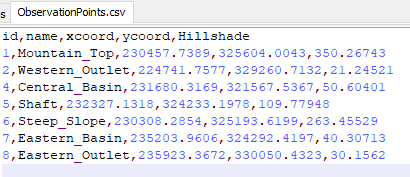 ObservationPoints.csv
id,name,xcoord,ycoord,Hillshade
1,Mountain_Top,230457.7389,325604.0043,350.26743
2,Western_Outlet,224741.7577,329260.7132,21.24521
4,Central_Basin,231680.3169,321567.5367,50.60401
5,Shaft,232327.1318,324233.1978,109.77948
6,Steep_Slope,230308.2854,325193.6199,263.45529
7,Eastern_Basin,235203.9606,324292.4197,40.30713
8,Eastern_Outlet,235923.3672,330050.4323,30.1562